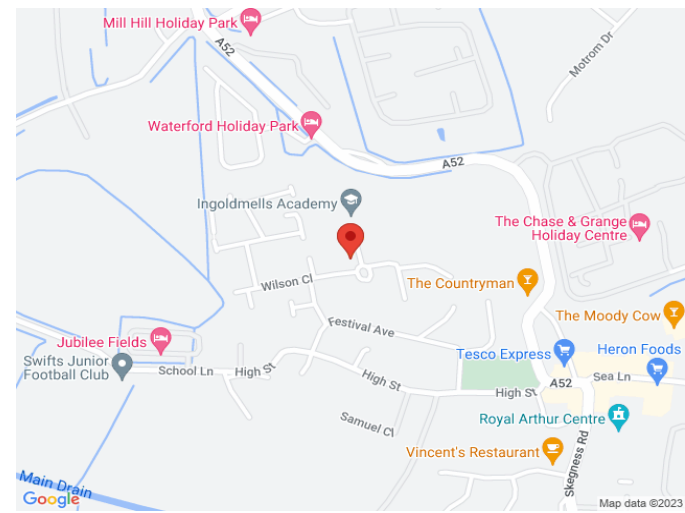 Mill Hill Holiday Park
A52
Motrom Dr
Waterford Holiday Park
A52
Ingoldmells Academy
The Chase & Grange
Holiday Centre
Wilson Cl
The Countryman
The Moody Cow
Festival Ave
Jubilee Fields
Tesco Express
Heron Foods
Swifts Junior
Football Club
School Ln
High St
High St
High St
A52
Sea Ln
Samuel Cl
Royal Arthur Centre
Vincent's Restaurant
Skegness Rd
Main Drain
Google
Map data ©2023